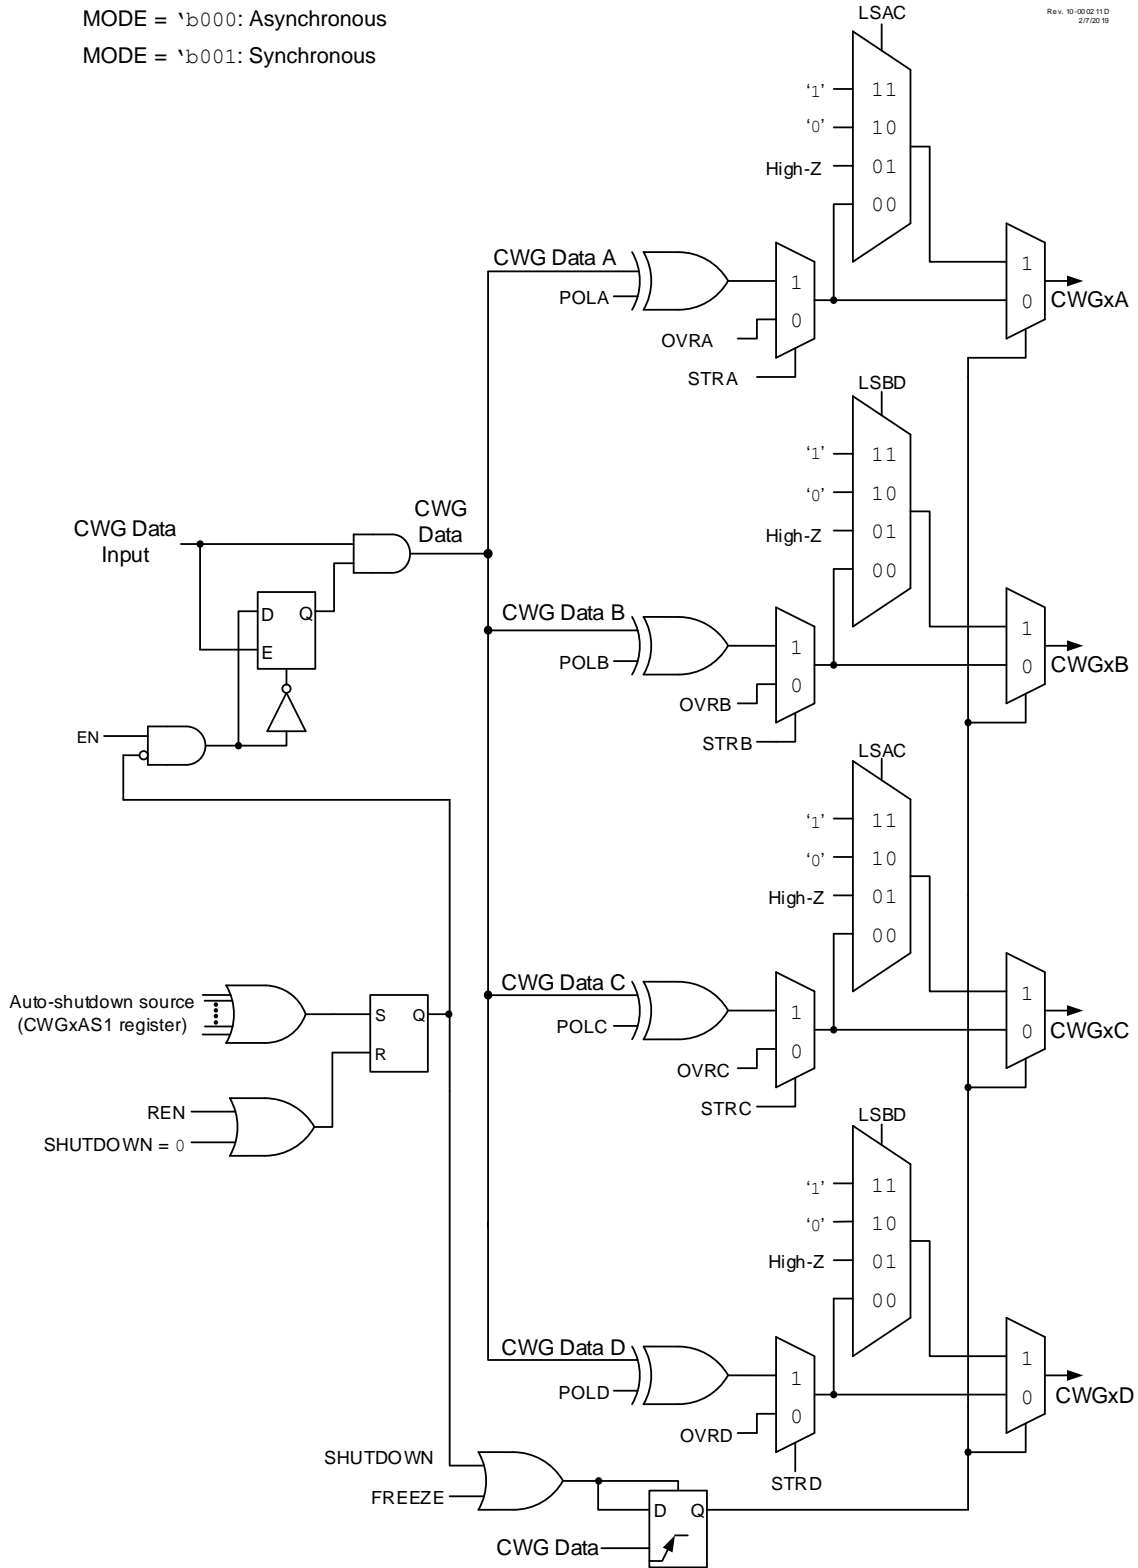 MODE = ‘b000: Asynchronous
MODE = ‘b001: Synchronous
Rev. 10-000211D
2/7/2019
LSAC
‘1’
11
‘0’
10
High-Z
01
00
CWG Data A
POLA
1
0
OVRA
STRA
1
0
CWGxA
LSBD
‘1’
11
‘0’
10
High-Z
01
00
CWG Data
Input
CWG
Data
D
Q
E
EN
CWG Data B
POLB
1
0
OVRB
STRB
1
0
CWGxB
LSAC
‘1’
11
‘0’
10
High-Z
01
00
CWG Data C
POLC
1
0
OVRC
STRC
1
0
CWGxC
Auto-shutdown source
(CWGxAS1 register)
S
Q
R
REN
SHUTDOWN = 0
LSBD
‘1’
11
‘0’
10
High-Z
01
00
CWG Data D
POLD
1
0
OVRD
STRD
1
0
CWGxD
SHUTDOWN
FREEZE
D
Q
CWG Data